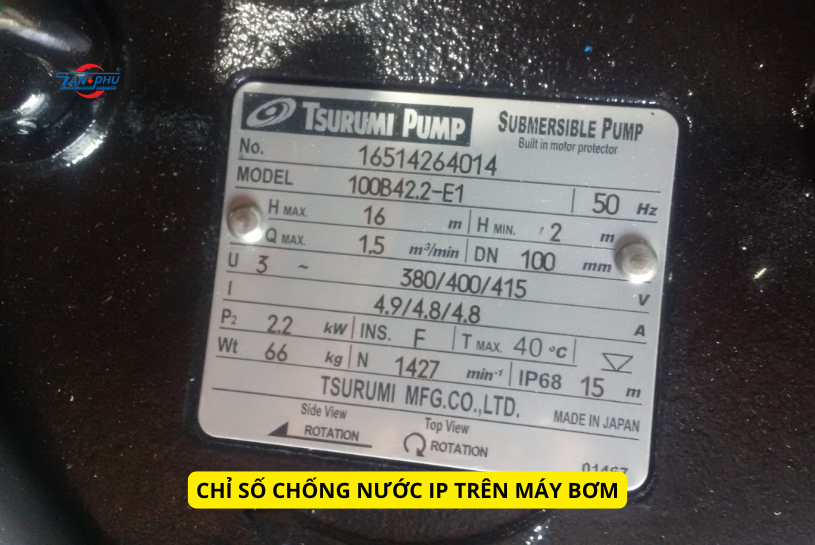 TÂN PHÚ
TSURUMI PUMP SUBMERSIBLE PUMP
Built in motor protector
No. 16514264014
MODEL 100B42.2-E1 50 Hz
H MAX. 16 m H MIN. 2 m
Q MAX. 1.5 m³/min DN 100 mm
U 3 ~ 380/400/415 V
I 4.9/4.8/4.8 A
P2 2.2 kW INS. F T MAX. 40 °C
Wt 66 kg N 1427 min⁻¹ IP68 15 m
TSURUMI MFG.CO.,LTD. MADE IN JAPAN
Side View Top View
ROTATION ROTATION
CHỈ SỐ CHỐNG NƯỚC IP TRÊN MÁY BƠM